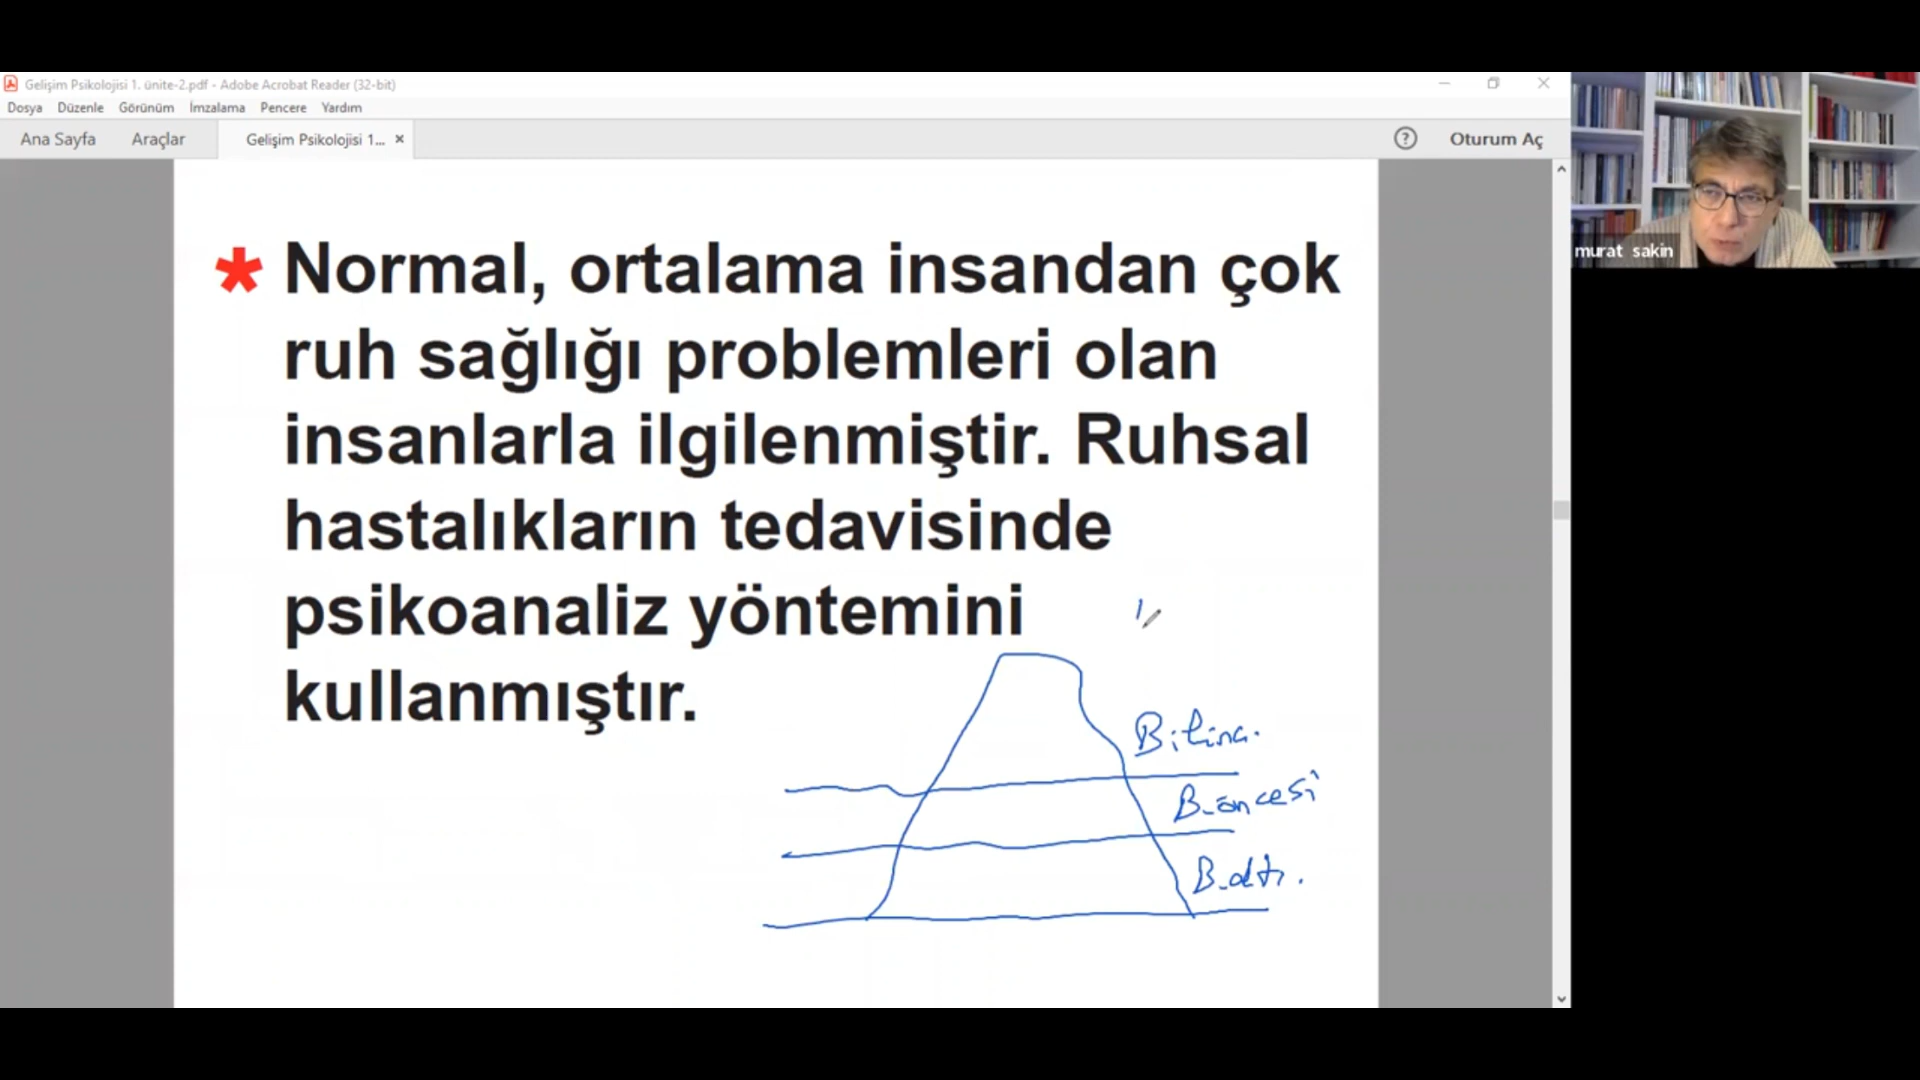 Gelişim Psikolojisi 1. ünite-2.pdf - Adobe Acrobat Reader (32-bit)
Dosya Düzenle Görünüm İmzalama Pencere Yardım
Ana Sayfa Araçlar Gelişim Psikolojisi 1... × ? Oturum Aç
murat sakin
* Normal, ortalama insandan çok
ruh sağlığı problemleri olan
insanlarla ilgilenmiştir. Ruhsal
hastalıkların tedavisinde
psikoanaliz yöntemini
kullanmıştır.
Bilinç.
B-öncesi
B-altı.